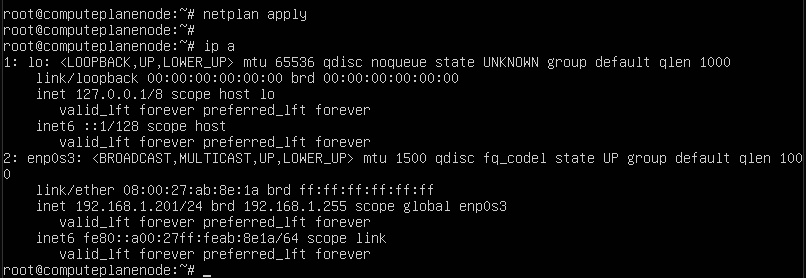 root@computeplanenode:~# netplan apply
root@computeplanenode:~#
root@computeplanenode:~# ip a
1: lo: <LOOPBACK,UP,LOWER_UP> mtu 65536 qdisc noqueue state UNKNOWN group default qlen 1000
    link/loopback 00:00:00:00:00:00 brd 00:00:00:00:00:00
    inet 127.0.0.1/8 scope host lo
       valid_lft forever preferred_lft forever
    inet6 ::1/128 scope host
       valid_lft forever preferred_lft forever
2: enp0s3: <BROADCAST,MULTICAST,UP,LOWER_UP> mtu 1500 qdisc fq_codel state UP group default qlen 100
0
    link/ether 08:00:27:ab:8e:1a brd ff:ff:ff:ff:ff:ff
    inet 192.168.1.201/24 brd 192.168.1.255 scope global enp0s3
       valid_lft forever preferred_lft forever
    inet6 fe80::a00:27ff:feab:8e1a/64 scope link
       valid_lft forever preferred_lft forever
root@computeplanenode:~# _